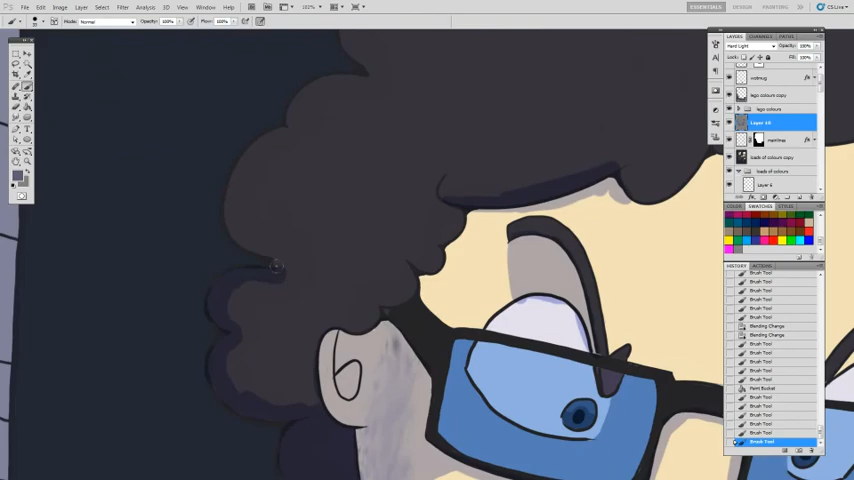 Ps File Edit Image Layer Select Filter Analysis 3D View Window Help 102%
ESSENTIALS DESIGN PAINTING CS Live
Mode: Normal Opacity: 100% Flow: 100%
LAYERS CHANNELS PATHS
Hard Light Opacity: 100%
Lock: Fill: 100%
lego colours copy
lego colours
loads of colours copy
loads of colours
Layer 6
COLOR SWATCHES STYLES
HISTORY ACTIONS
Brush Tool
Brush Tool
Brush Tool
Brush Tool
Brush Tool
Brush Tool
Blending Change
Blending Change
Brush Tool
Brush Tool
Brush Tool
Brush Tool
Brush Tool
Paint Bucket
Brush Tool
Brush Tool
Brush Tool
Brush Tool
Brush Tool
Brush Tool